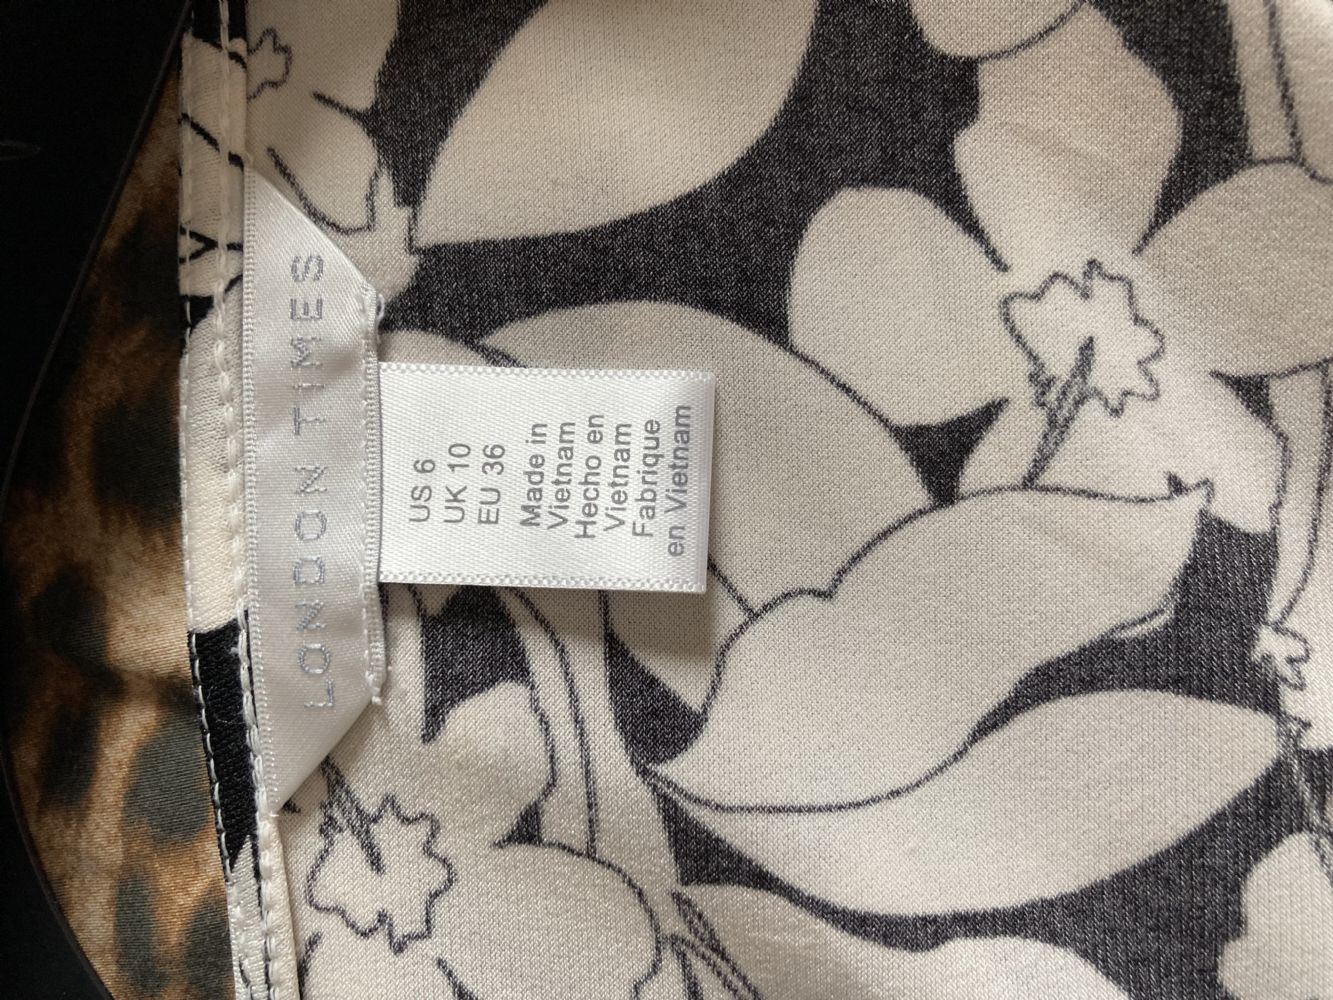 LONDON TIMES
US 6
UK 10
EU 36
Made in
Vietnam
Hecho en
Vietnam
Fabrique
en Vietnam